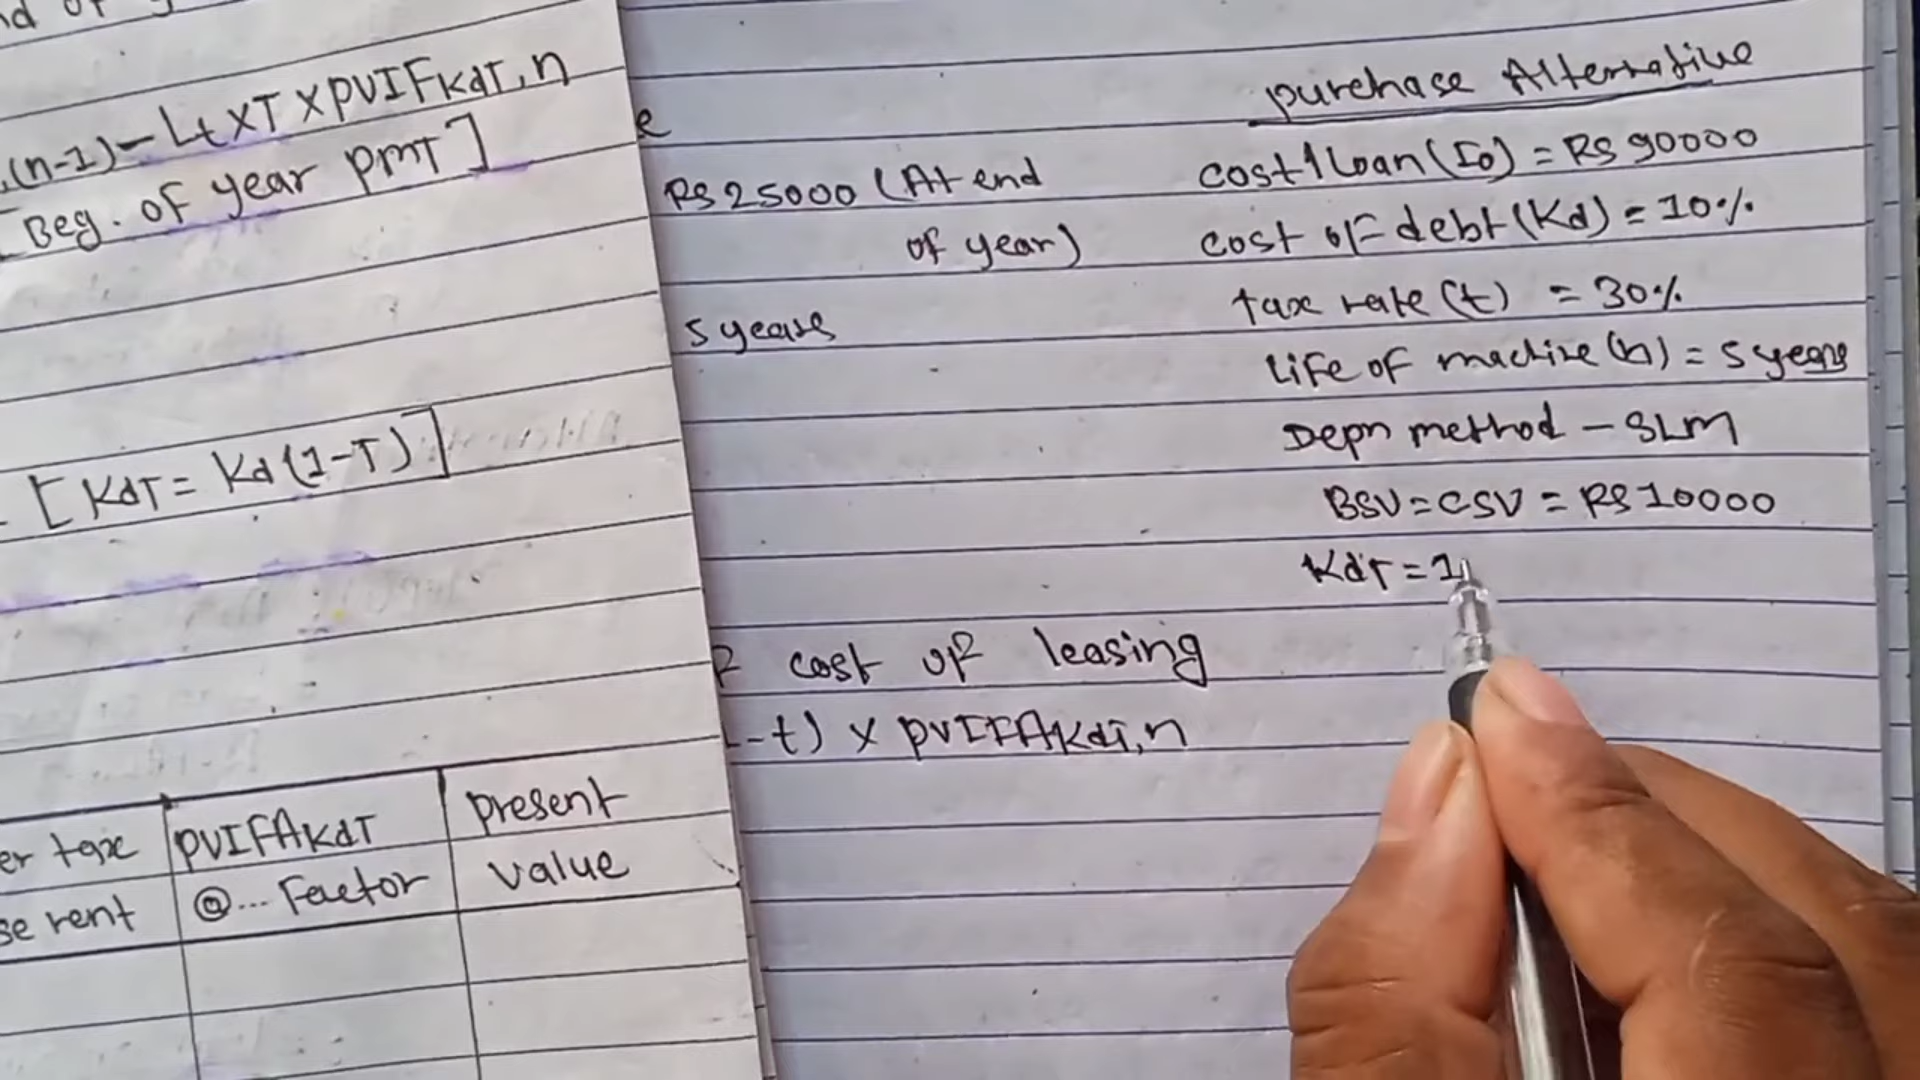 (n-1) - Lt x T x PVIFKdT, n
[Beg. of year PMT]
[KdT = Kd (1-T)]
er tax
se rent
PVIFAKdT
@... Factor
present
value
e
RS 25000 (At end
of year)
5 years
purchase Alternative
cost/Loan (Io) = RS 90000
cost of debt (Kd) = 10%
tax rate (t) = 30%
Life of machine (n) = 5 years
Depn method - SLM
BSV = CSV = RS 10000
KdT = 1
F cost of leasing
-t) x PVIFAKdT, n